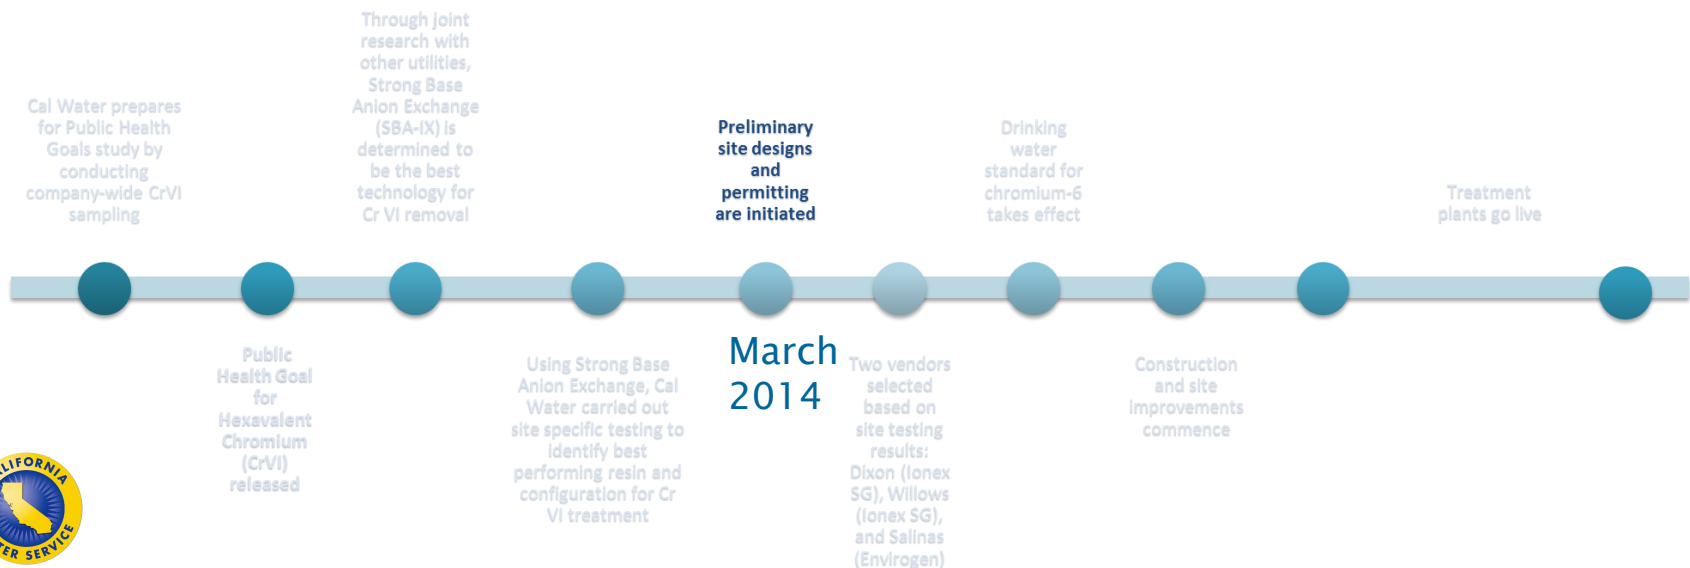 Cal Water prepares
for Public Health
Goals study by
conducting
company-wide CrVI
sampling
Public
Health Goal
for
Hexavalent
Chromium
(CrVI)
released
Through joint
research with
other utilities,
Strong Base
Anion Exchange
(SBA-IX) is
determined to
be the best
technology for
Cr VI removal
Using Strong Base
Anion Exchange, Cal
Water carried out
site specific testing to
identify best
performing resin and
configuration for Cr
VI treatment
Preliminary
site designs
and
permitting
are initiated
March
2014
Two vendors
selected
based on
site testing
results:
Dixon (Ionex
SG), Willows
(Ionex SG),
and Salinas
(Envirogen)
Drinking
water
standard for
chromium-6
takes effect
Construction
and site
improvements
commence
Treatment
plants go live
ALIFORNIA
TER SERVICE